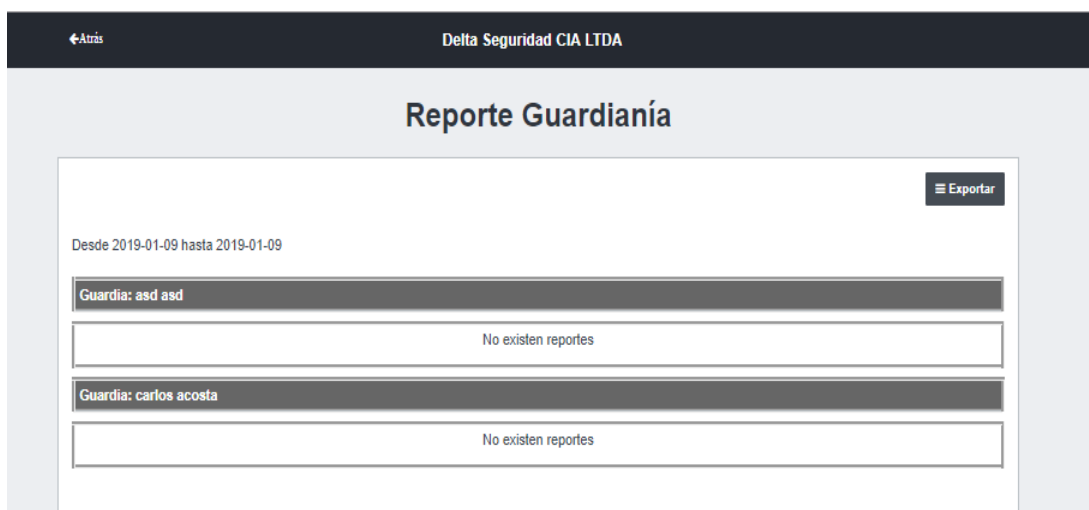 Atrás
Delta Seguridad CIA LTDA
Reporte Guardianía
Exportar
Desde 2019-01-09 hasta 2019-01-09
Guardia: asd asd
No existen reportes
Guardia: carlos acosta
No existen reportes